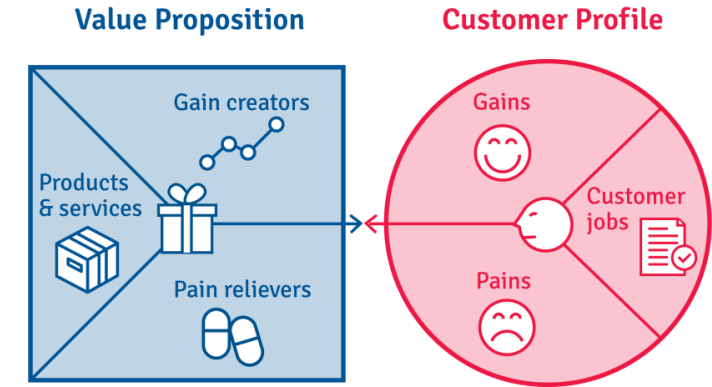 Value Proposition
Customer Profile
Gain creators
Products
& services
Pain relievers
Gains
Customer
jobs
Pains